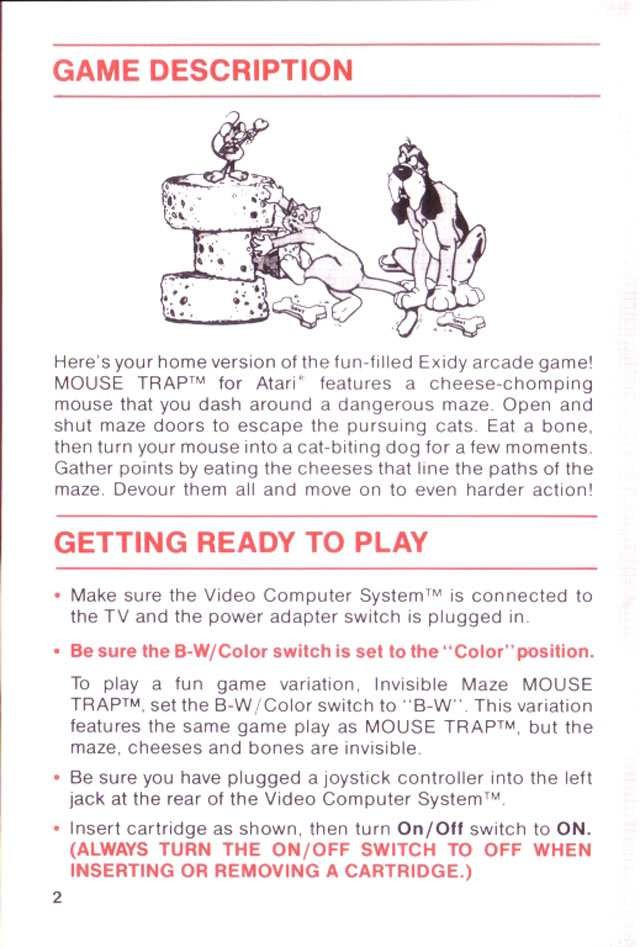 GAME DESCRIPTION
Here's your home version of the fun-filled Exidy arcade game!
MOUSE TRAP™ for Atari® features a cheese-chomping
mouse that you dash around a dangerous maze. Open and
shut maze doors to escape the pursuing cats. Eat a bone,
then turn your mouse into a cat-biting dog for a few moments.
Gather points by eating the cheeses that line the paths of the
maze. Devour them all and move on to even harder action!
GETTING READY TO PLAY
• Make sure the Video Computer System™ is connected to
the TV and the power adapter switch is plugged in.
• Be sure the B-W/Color switch is set to the "Color" position.
To play a fun game variation, Invisible Maze MOUSE
TRAP™, set the B-W/Color switch to "B-W". This variation
features the same game play as MOUSE TRAP™, but the
maze, cheeses and bones are invisible.
• Be sure you have plugged a joystick controller into the left
jack at the rear of the Video Computer System™.
• Insert cartridge as shown, then turn On/Off switch to ON.
(ALWAYS TURN THE ON/OFF SWITCH TO OFF WHEN
INSERTING OR REMOVING A CARTRIDGE.)
2